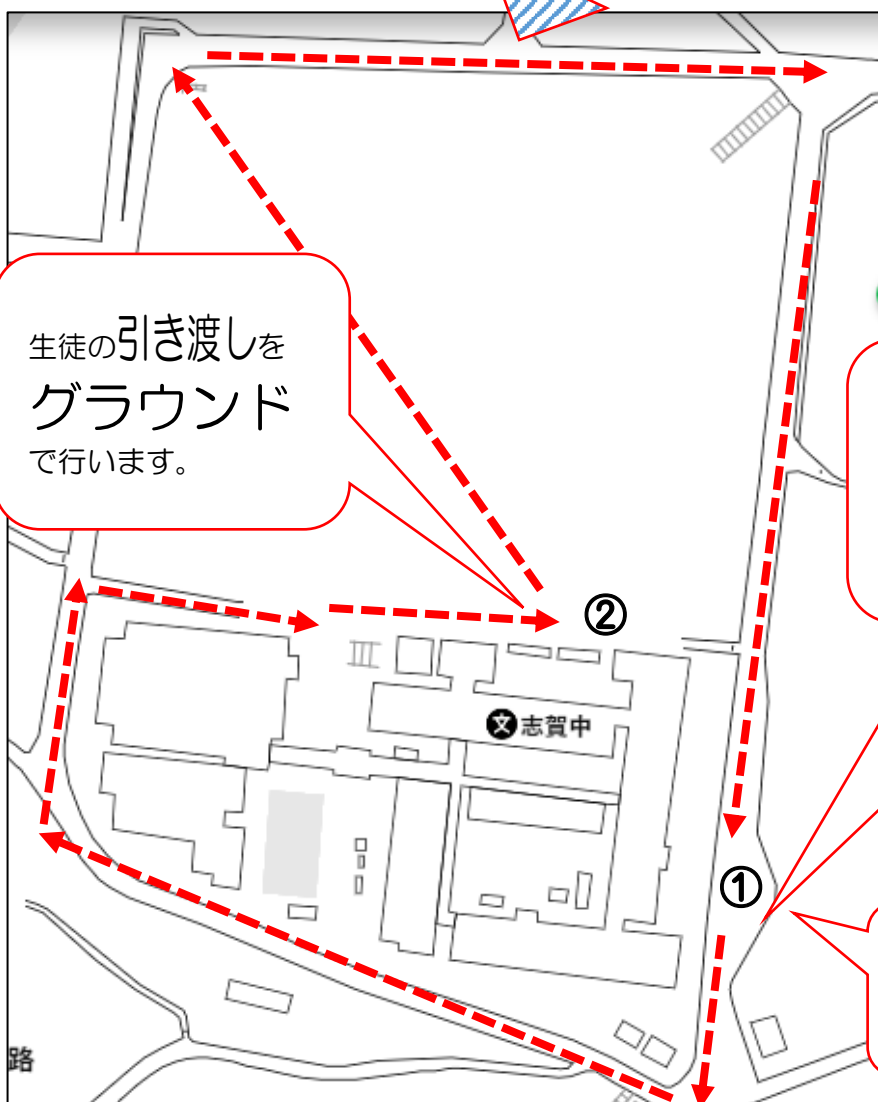 生徒の引き渡しを
グラウンド
で行います。
②
志賀中
①
路